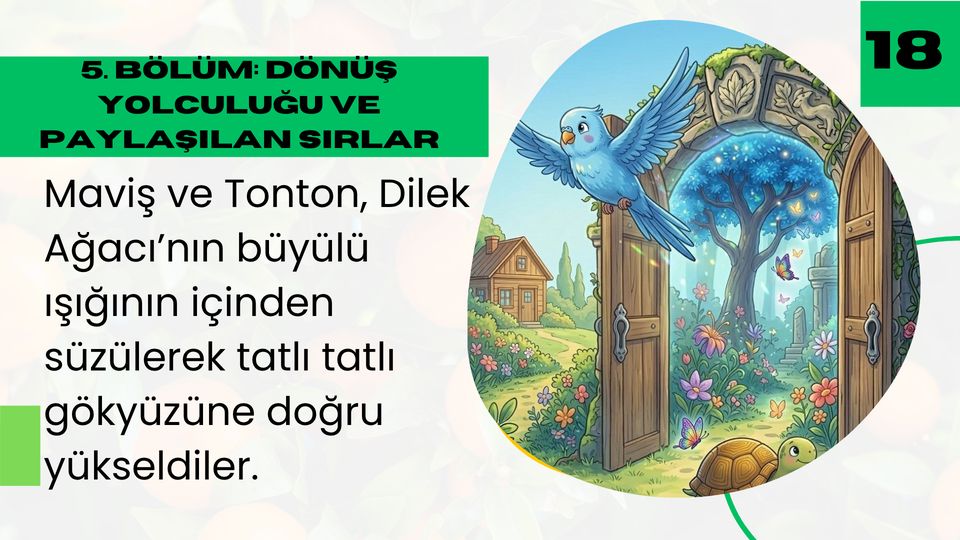 18
5. BÖLÜM: DÖNÜŞ
YOLCULUĞU VE
PAYLAŞILAN SIRLAR
Maviş ve Tonton, Dilek
Ağacı’nın büyülü
ışığının içinden
süzülerek tatlı tatlı
gökyüzüne doğru
yükseldiler.